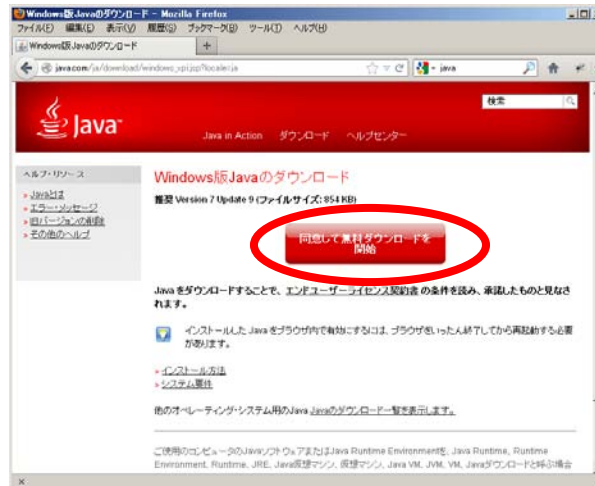 Windows版Javaのダウンロード - Mozilla Firefox
ファイル(F) 編集(E) 表示(V) 履歴(S) ブックマーク(B) ツール(T) ヘルプ(H)
Windows版Javaのダウンロード
java.com/ja/download/windows_xpi.jsp?locale=ja
java
検索
Java
Java in Action ダウンロード ヘルプセンター
ヘルプ・リソース
» Javaとは
» エラー・メッセージ
» 旧バージョンの削除
» その他のヘルプ
Windows版Javaのダウンロード
推奨 Version 7 Update 9 (ファイルサイズ: 854 KB)
同意して無料ダウンロードを
開始
Java をダウンロードすることで、エンドユーザーライセンス契約書 の条件を読み、承諾したものと見なさ
れます。
インストールした Java をブラウザ内で有効にするには、ブラウザをいったん終了してから再起動する必要
があります。
» インストール方法
» システム要件
他のオペレーティング・システム用のJava Javaのダウンロード一覧を表示します。
ご使用のコンピュータのJavaソフトウェアまたはJava Runtime Environmentを、Java Runtime, Runtime
Environment, Runtime, JRE, Java仮想マシン, 仮想マシン, Java VM, JVM, VM, Javaダウンロードと呼ぶ場合